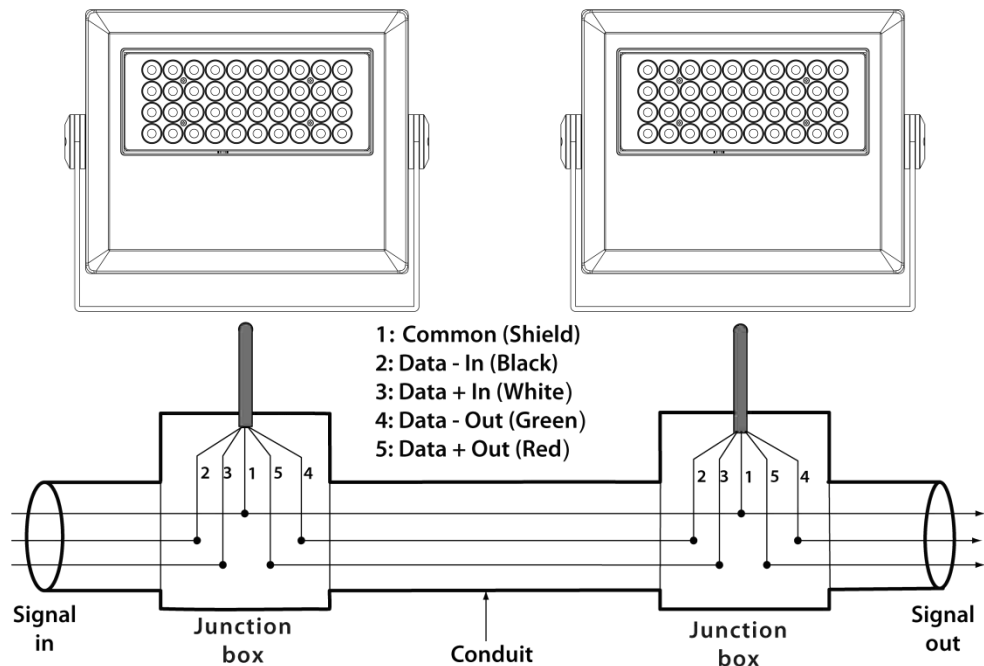 1: Common (Shield)
2: Data - In (Black)
3: Data + In (White)
4: Data - Out (Green)
5: Data + Out (Red)
2 3 1 5 4
2 3 1 5 4
Signal
in
Junction
box
Conduit
Junction
box
Signal
out